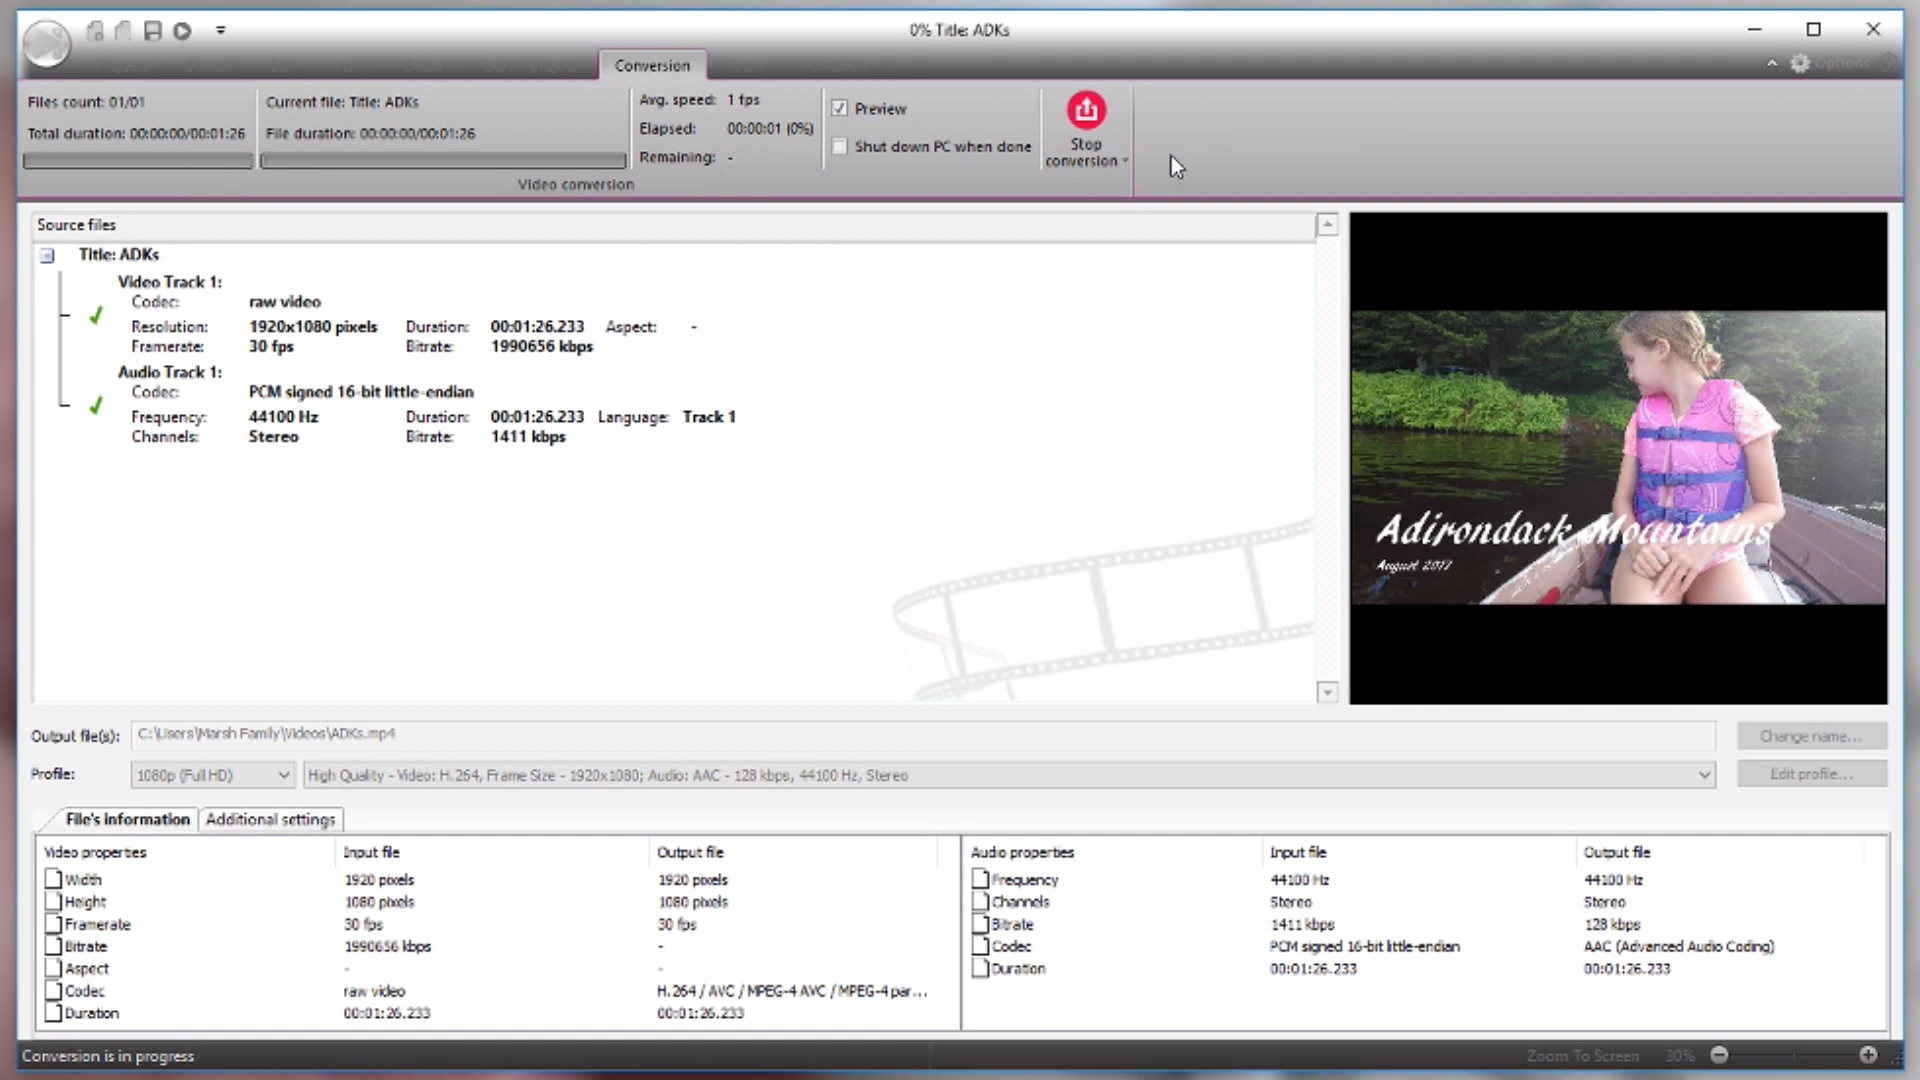 0% Title: ADKs
Conversion
Options
Files count: 01/01
Total duration: 00:00:00/00:01:26
Current file: Title: ADKs
File duration: 00:00:00/00:01:26
Avg. speed: 1 fps
Elapsed: 00:00:01 (0%)
Remaining: -
Preview
Shut down PC when done
Stop
conversion
Video conversion
Source files
Title: ADKs
Video Track 1:
Codec: raw video
Resolution: 1920x1080 pixels Duration: 00:01:26.233 Aspect: -
Framerate: 30 fps Bitrate: 1990656 kbps
Audio Track 1:
Codec: PCM signed 16-bit little-endian
Frequency: 44100 Hz Duration: 00:01:26.233 Language: Track 1
Channels: Stereo Bitrate: 1411 kbps
Adirondack Mountains
August 2017
Output file(s): C:\Users\Marsh Family\Videos\ADKs.mp4
Change name...
Profile: 1080p (Full HD) High Quality - Video: H.264, Frame Size - 1920x1080; Audio: AAC - 128 kbps, 44100 Hz, Stereo
Edit profile...
File's information Additional settings
Video properties Input file Output file
Width 1920 pixels 1920 pixels
Height 1080 pixels 1080 pixels
Framerate 30 fps 30 fps
Bitrate 1990656 kbps -
Aspect - -
Codec raw video H.264 / AVC / MPEG-4 AVC / MPEG-4 par...
Duration 00:01:26.233 00:01:26.233
Audio properties Input file Output file
Frequency 44100 Hz 44100 Hz
Channels Stereo Stereo
Bitrate 1411 kbps 128 kbps
Codec PCM signed 16-bit little-endian AAC (Advanced Audio Coding)
Duration 00:01:26.233 00:01:26.233
Conversion is in progress
Zoom To Screen 30%